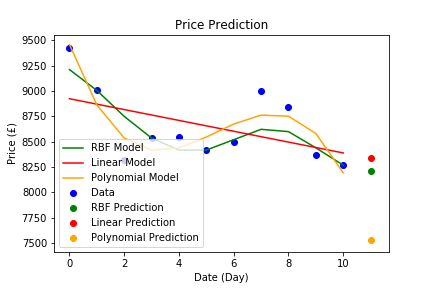 Price Prediction
Price (£)
9500
9250
9000
8750
8500
8250
8000
7750
7500
RBF Model
Linear Model
Polynomial Model
Data
RBF Prediction
Linear Prediction
Polynomial Prediction
0 2 4 6 8 10
Date (Day)